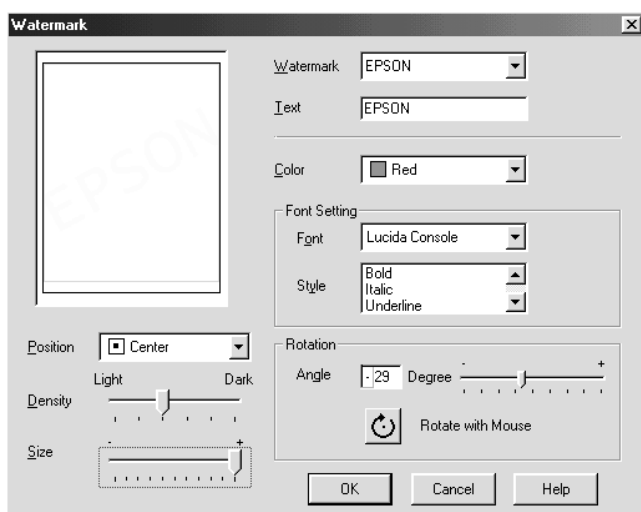 Watermark
EPSON
Watermark EPSON
Text EPSON
Color Red
Font Setting
Font Lucida Console
Style Bold
Italic
Underline
Position Center
Light Dark
Density
Size - +
Rotation
Angle -29 Degree - +
Rotate with Mouse
OK Cancel Help